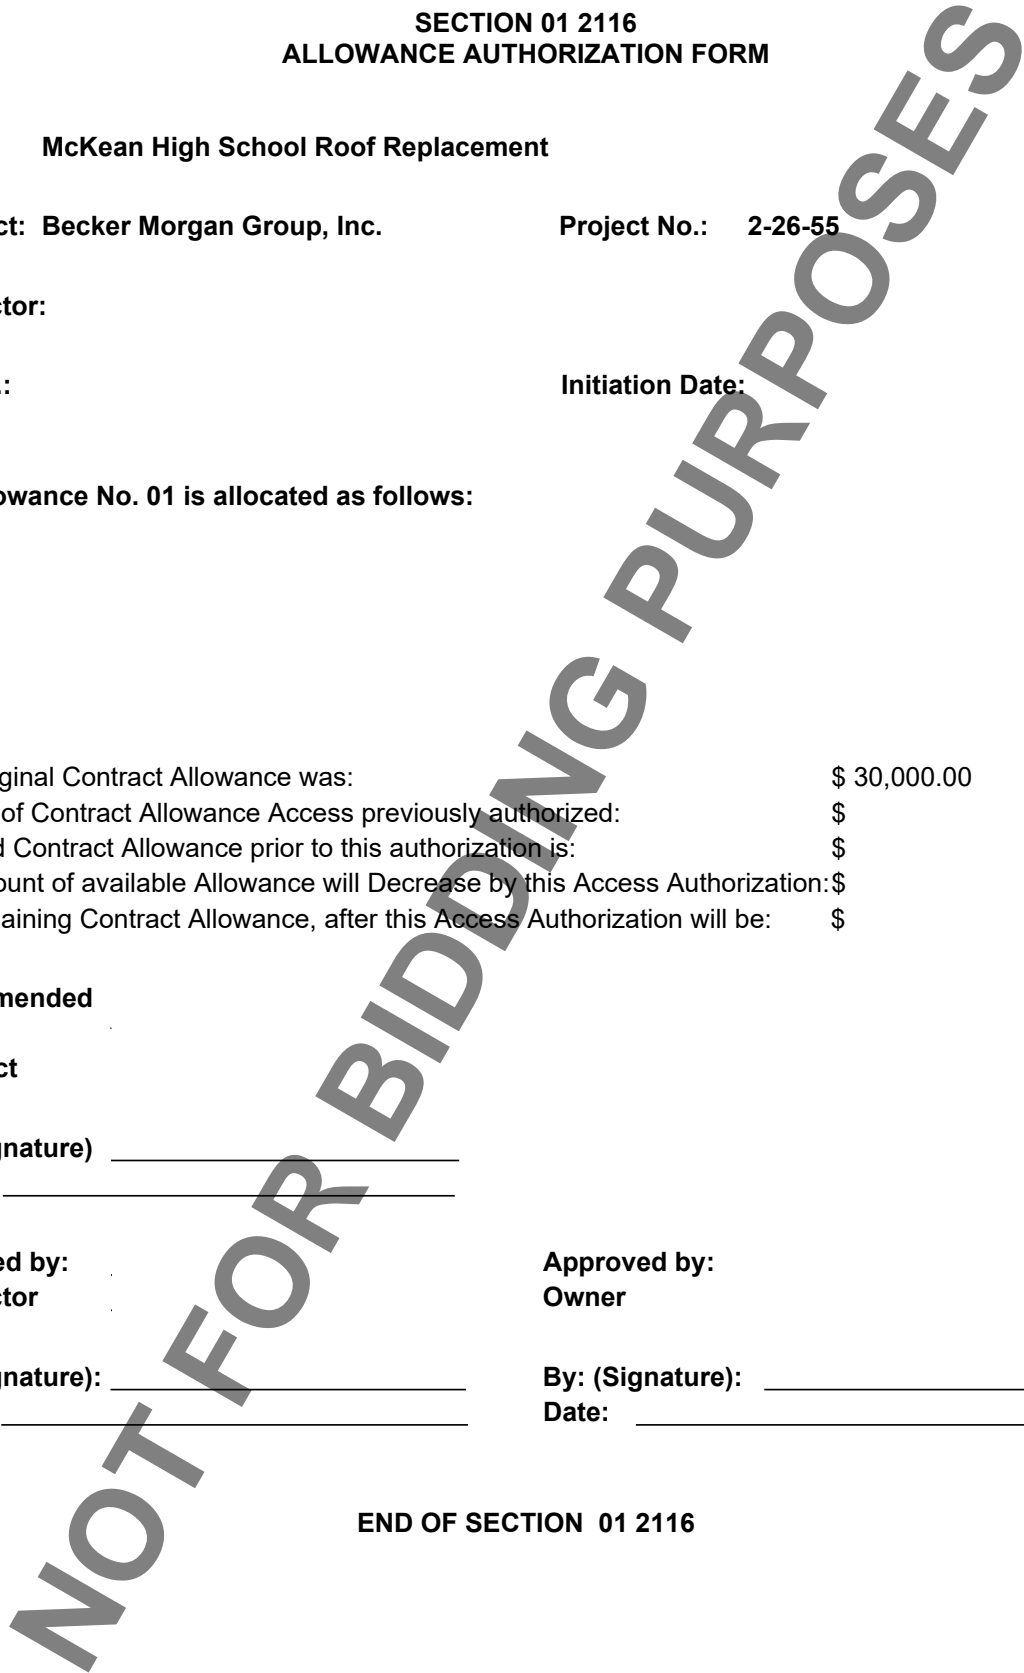 SECTION 01 2116
ALLOWANCE AUTHORIZATION FORM
McKean High School Roof Replacement
ct: Becker Morgan Group, Inc. Project No.: 2-26-55
ctor:
.: Initiation Date:
owance No. 01 is allocated as follows:
ginal Contract Allowance was: $ 30,000.00
of Contract Allowance Access previously authorized: $
d Contract Allowance prior to this authorization is: $
ount of available Allowance will Decrease by this Access Authorization:$
aining Contract Allowance, after this Access Authorization will be: $
mended
ct
gnature)
ed by: Approved by:
ctor Owner
gnature): By: (Signature):
Date:
END OF SECTION 01 2116
NOT FOR BIDDING PURPOSES